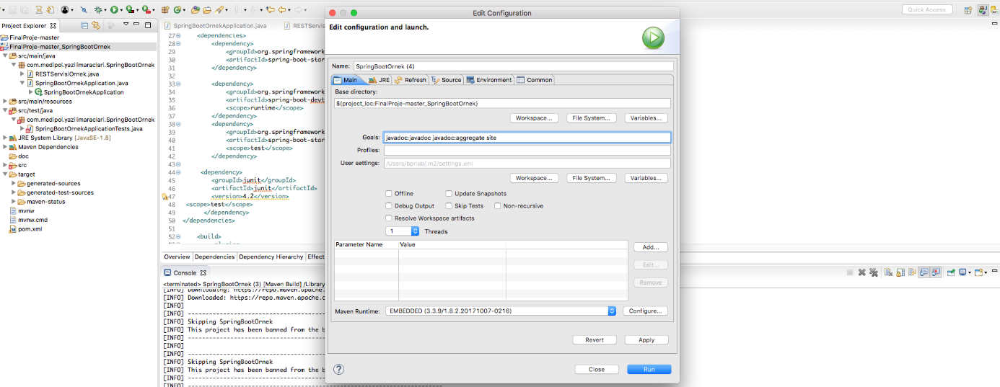 Quick Access
Project Explorer
FinalProje-master
FinalProje-master_SpringBootOrnek
src/main/java
com.medipol.yazilimaraclari.SpringBootOrnek
RESTServisiOrnek.java
SpringBootOrnekApplication.java
SpringBootOrnekApplication
src/main/resources
src/test/java
com.medipol.yazilimaraclari.SpringBootOrnek
SpringBootOrnekApplicationTests.java
JRE System Library [JavaSE-1.8]
Maven Dependencies
doc
src
target
generated-sources
generated-test-sources
maven-status
mvnw
mvnw.cmd
pom.xml
SpringBootOrnekApplication.java RESTServis
27 <dependencies>
28 <dependency>
29 <groupId>org.springframework
30 <artifactId>spring-boot-star
31 </dependency>
32
33 <dependency>
34 <groupId>org.springframework
35 <artifactId>spring-boot-devt
36 <scope>runtime</scope>
37 </dependency>
38 <dependency>
39 <groupId>org.springframework
40 <artifactId>spring-boot-star
41 <scope>test</scope>
42 </dependency>
43
44 <dependency>
45 <groupId>junit</groupId>
46 <artifactId>junit</artifactId>
47 <version>4.2</version>
48 <scope>test</scope>
49 </dependency>
50 </dependencies>
51
52 <build>
Overview Dependencies Dependency Hierarchy Effect
Console
<terminated> SpringBootOrnek (3) [Maven Build] /Library
[INFO] Downloading: https://repo.maven.apache.o
[INFO] Downloaded: https://repo.maven.apache.o
[INFO]
[INFO] ----------------------------------------
[INFO] Skipping SpringBootOrnek
[INFO] This project has been banned from the b
[INFO] ----------------------------------------
[INFO]
[INFO] ----------------------------------------
[INFO] Skipping SpringBootOrnek
[INFO] This project has been banned from the b
[INFO] ----------------------------------------
[INFO] ------------------------------------------------------------------------
Edit Configuration
Edit configuration and launch.
Name: SpringBootOrnek (4)
Main JRE Refresh Source Environment Common
Base directory:
${project_loc:FinalProje-master_SpringBootOrnek}
Workspace... File System... Variables...
Goals: javadoc:javadoc javadoc:aggregate site
Profiles:
User settings: /Users/bpriab/.m2/settings.xml
Workspace... File System... Variables...
Offline Update Snapshots
Debug Output Skip Tests Non-recursive
Resolve Workspace artifacts
1 Threads
Parameter Name Value
Add...
Edit...
Remove
Maven Runtime: EMBEDDED (3.3.9/1.8.2.20171007-0216) Configure...
Revert Apply
? Close Run